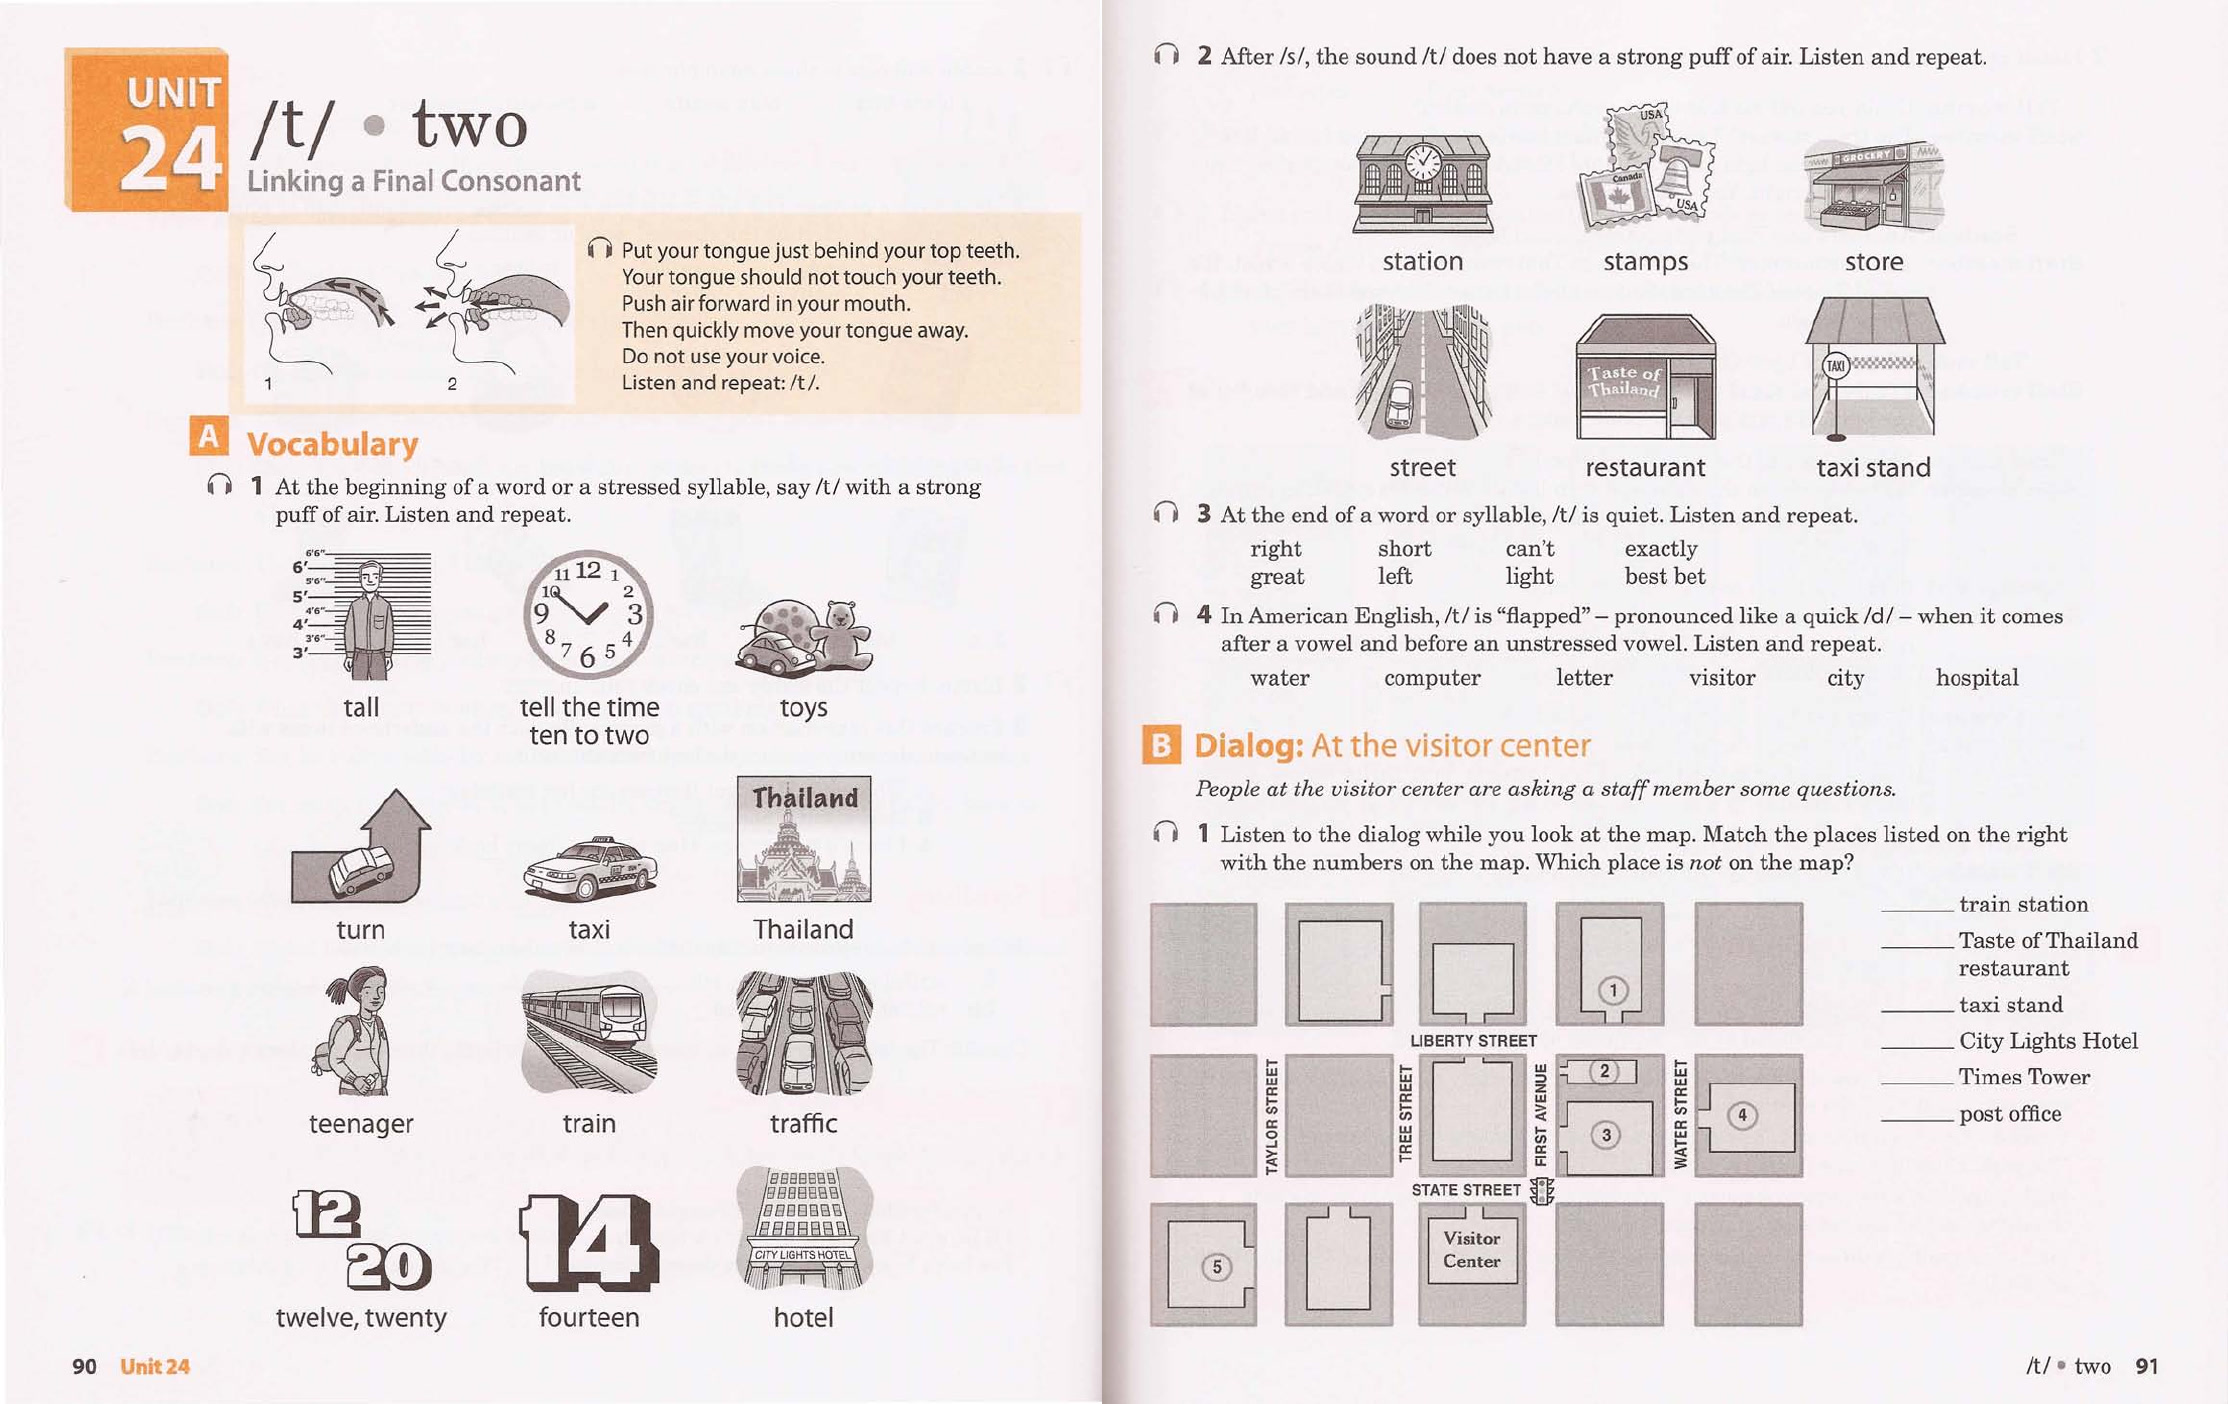 UNIT
24
/t/ • two
Linking a Final Consonant
1
2
Put your tongue just behind your top teeth.
Your tongue should not touch your teeth.
Push air forward in your mouth.
Then quickly move your tongue away.
Do not use your voice.
Listen and repeat: /t/.
A Vocabulary
1 At the beginning of a word or a stressed syllable, say /t/ with a strong
puff of air. Listen and repeat.
6'6"
6'
5'6"
5'
4'6"
4'
3'6"
3'
11 12 1
10 2
9 3
8 4
7 6 5
tall
tell the time
ten to two
toys
Thailand
turn
taxi
Thailand
teenager
train
traffic
12
20
14
CITY LIGHTS HOTEL
twelve, twenty
fourteen
hotel
90 Unit 24
2 After /s/, the sound /t/ does not have a strong puff of air. Listen and repeat.
USA
Canada
USA
GROCERY
station
stamps
store
Taste of
Thailand
TAXI
street
restaurant
taxi stand
3 At the end of a word or syllable, /t/ is quiet. Listen and repeat.
right short can't exactly
great left light best bet
4 In American English, /t/ is “flapped” – pronounced like a quick /d/ – when it comes
after a vowel and before an unstressed vowel. Listen and repeat.
water computer letter visitor city hospital
B Dialog: At the visitor center
People at the visitor center are asking a staff member some questions.
1 Listen to the dialog while you look at the map. Match the places listed on the right
with the numbers on the map. Which place is not on the map?
1
LIBERTY STREET
TAYLOR STREET
TREE STREET
FIRST AVENUE
2
3
WATER STREET
4
STATE STREET
5
Visitor
Center
train station
Taste of Thailand
restaurant
taxi stand
City Lights Hotel
Times Tower
post office
/t/ • two 91